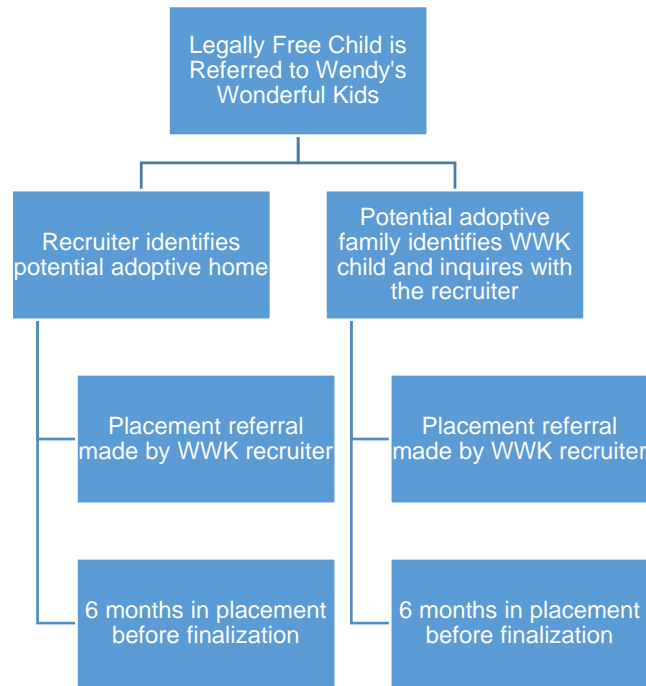 Legally Free Child is
Referred to Wendy's
Wonderful Kids
Recruiter identifies
potential adoptive home
Potential adoptive
family identifies WWK
child and inquires with
the recruiter
Placement referral
made by WWK recruiter
Placement referral
made by WWK recruiter
6 months in placement
before finalization
6 months in placement
before finalization